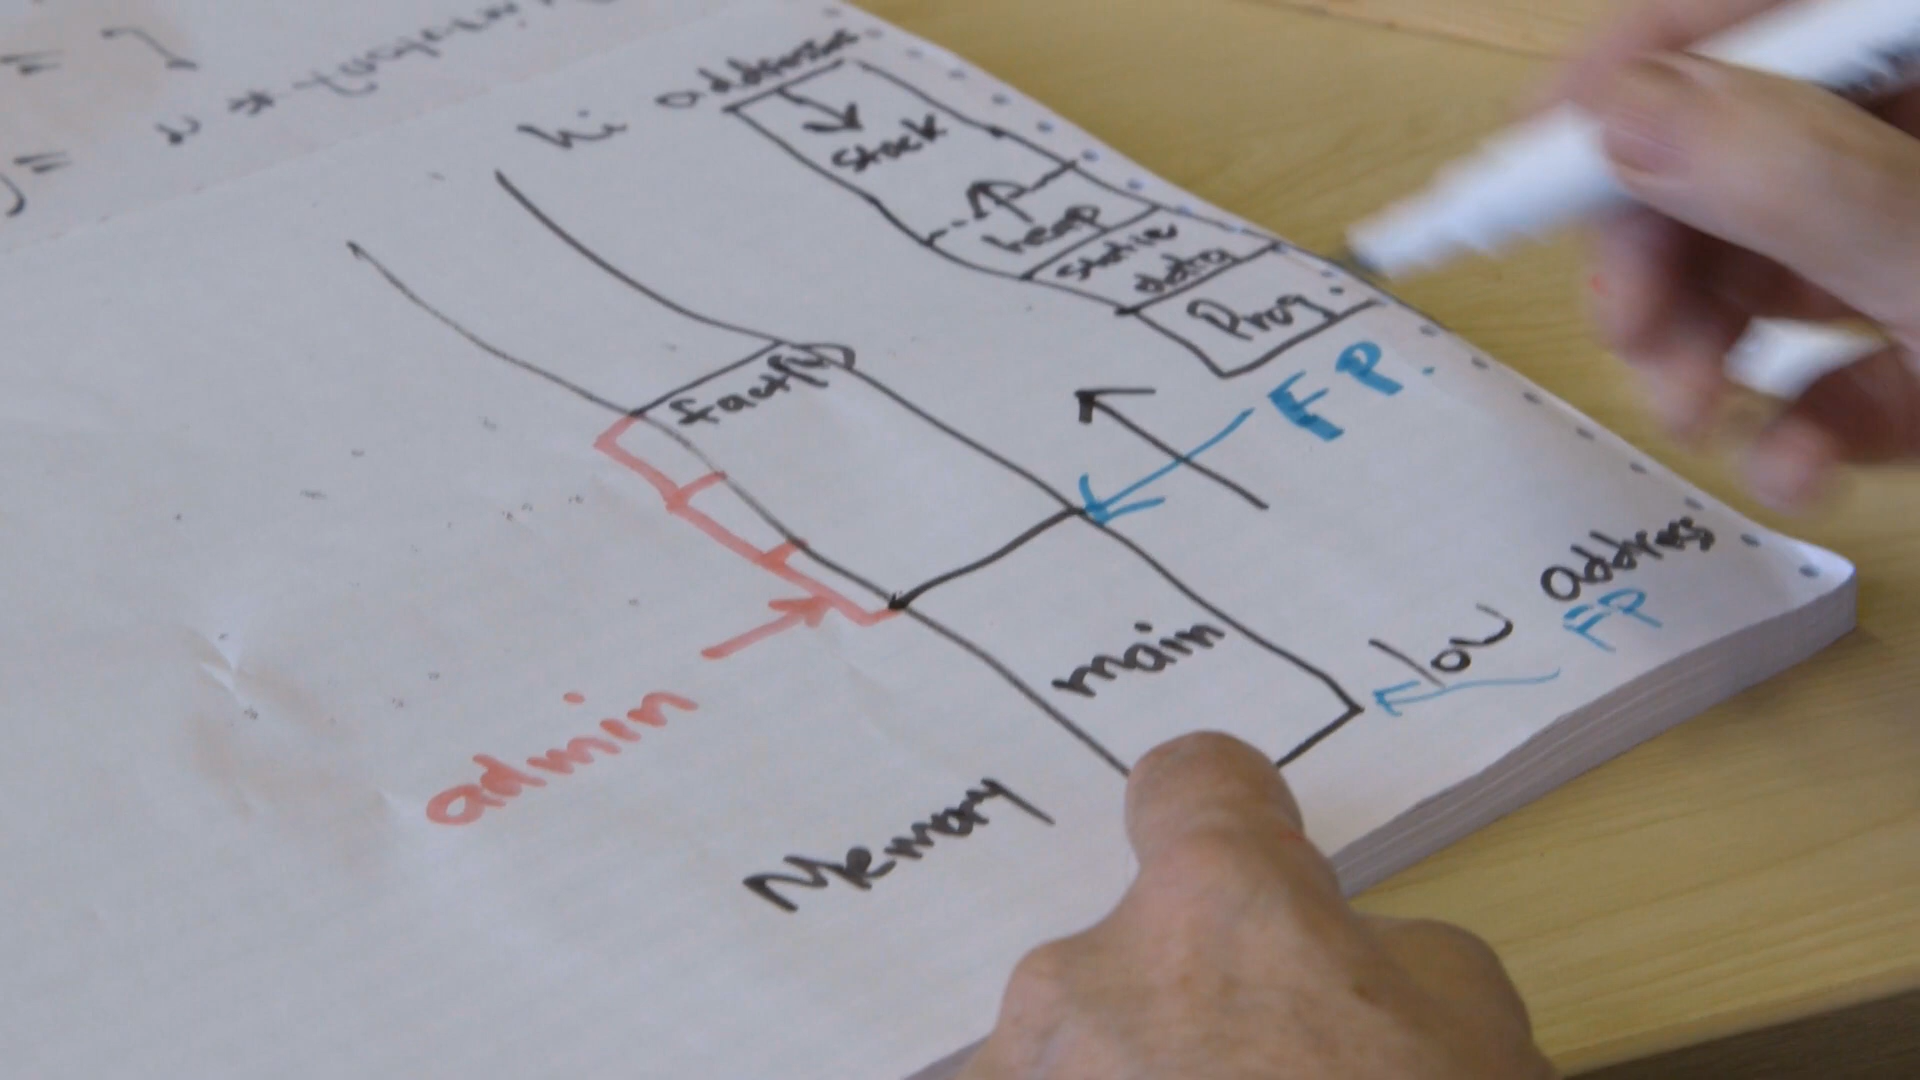 hi address
stack
heap
static
data
Prog.
fact()
FP.
main
low address
FP
admin
Memory